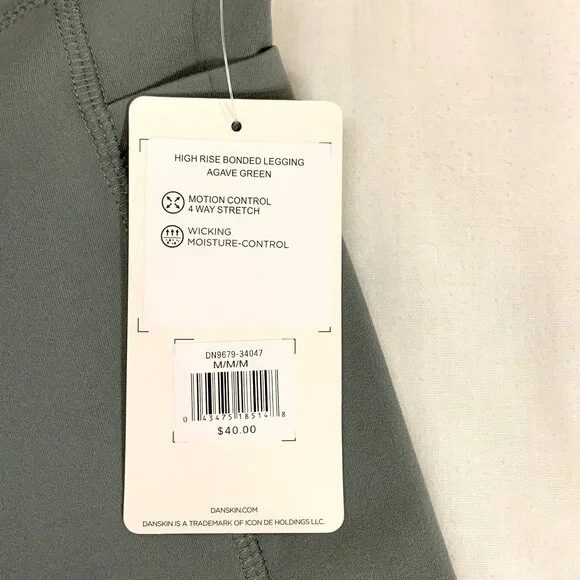 HIGH RISE BONDED LEGGING
AGAVE GREEN
MOTION CONTROL
4 WAY STRETCH
WICKING
MOISTURE-CONTROL
DN9679-34047
M/M/M
0 43475 18514 8
$40.00
DANSKIN.COM
DANSKIN IS A TRADEMARK OF ICON DE HOLDINGS LLC.